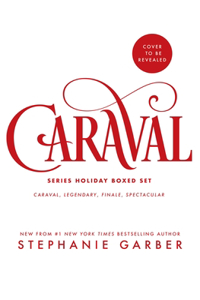 COVER
TO BE
REVEALED
CARAVAL
SERIES HOLIDAY BOXED SET
CARAVAL, LEGENDARY, FINALE, SPECTACULAR
NEW FROM #1 NEW YORK TIMES BESTSELLING AUTHOR
STEPHANIE GARBER